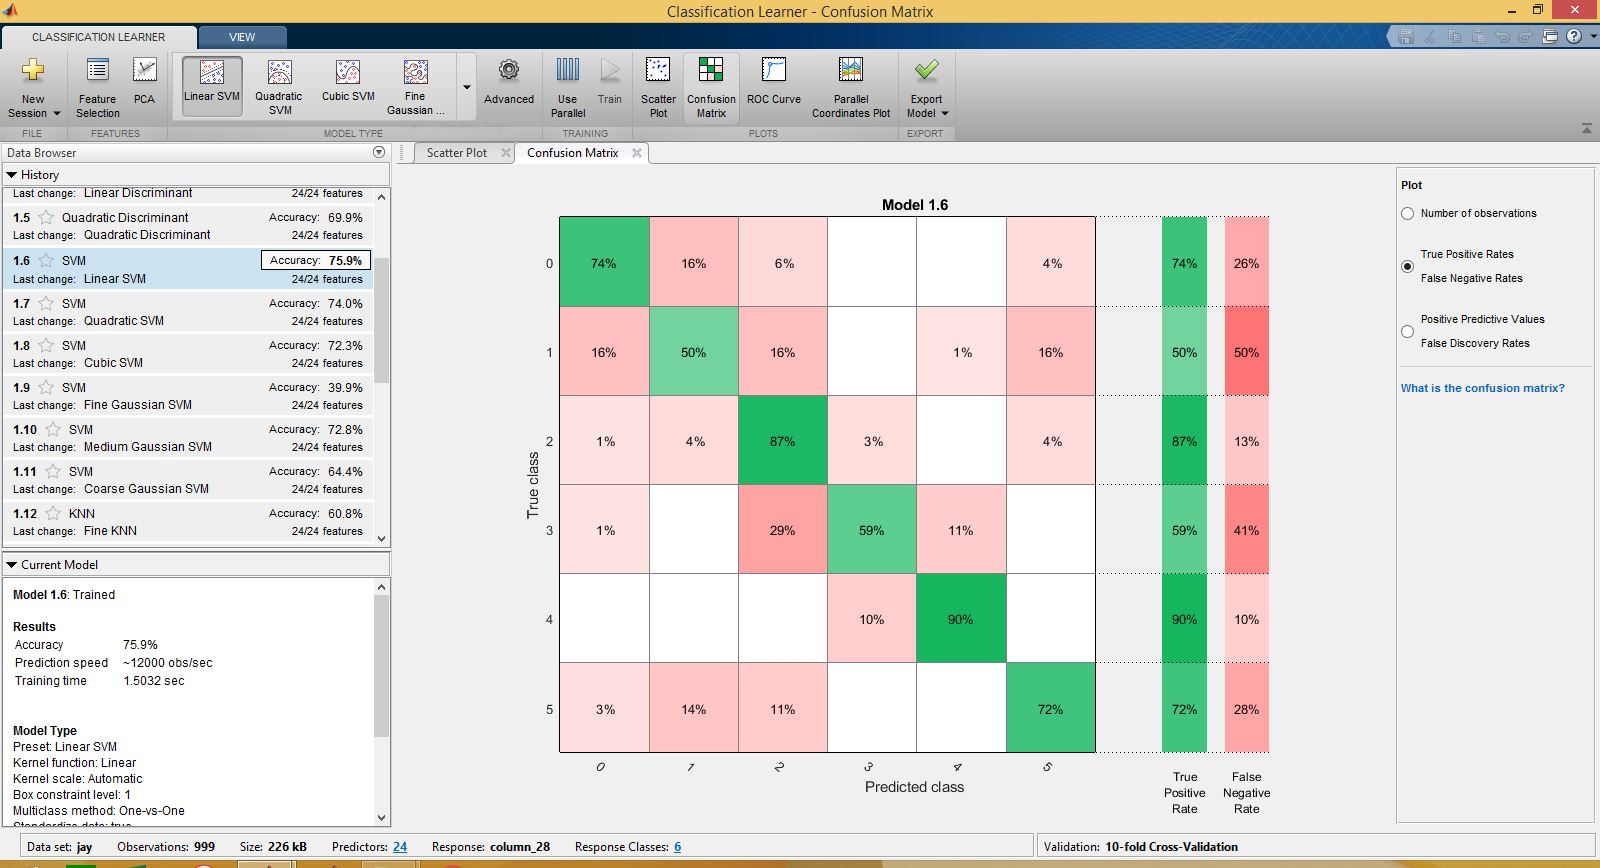 Classification Learner - Confusion Matrix
CLASSIFICATION LEARNER
VIEW
New Session
Feature Selection
PCA
Linear SVM
Quadratic SVM
Cubic SVM
Fine Gaussian ...
Advanced
Use Parallel
Train
Scatter Plot
Confusion Matrix
ROC Curve
Parallel Coordinates Plot
Export Model
FILE
FEATURES
MODEL TYPE
TRAINING
PLOTS
EXPORT
Data Browser
History
Last change: Linear Discriminant 24/24 features
1.5 Quadratic Discriminant Accuracy: 69.9%
Last change: Quadratic Discriminant 24/24 features
1.6 SVM Accuracy: 75.9%
Last change: Linear SVM 24/24 features
1.7 SVM Accuracy: 74.0%
Last change: Quadratic SVM 24/24 features
1.8 SVM Accuracy: 72.3%
Last change: Cubic SVM 24/24 features
1.9 SVM Accuracy: 39.9%
Last change: Fine Gaussian SVM 24/24 features
1.10 SVM Accuracy: 72.8%
Last change: Medium Gaussian SVM 24/24 features
1.11 SVM Accuracy: 64.4%
Last change: Coarse Gaussian SVM 24/24 features
1.12 KNN Accuracy: 60.8%
Last change: Fine KNN 24/24 features
Current Model
Model 1.6: Trained
Results
Accuracy 75.9%
Prediction speed ~12000 obs/sec
Training time 1.5032 sec
Model Type
Preset: Linear SVM
Kernel function: Linear
Kernel scale: Automatic
Box constraint level: 1
Multiclass method: One-vs-One
Standardize data: true
Scatter Plot
Confusion Matrix
Model 1.6
True class
0 74% 16% 6% 4% 74% 26%
1 16% 50% 16% 1% 16% 50% 50%
2 1% 4% 87% 3% 4% 87% 13%
3 1% 29% 59% 11% 59% 41%
4 10% 90% 90% 10%
5 3% 14% 11% 72% 72% 28%
0 1 2 3 4 5
Predicted class
True Positive Rate
False Negative Rate
Plot
Number of observations
True Positive Rates
False Negative Rates
Positive Predictive Values
False Discovery Rates
What is the confusion matrix?
Data set: jay Observations: 999 Size: 226 kB Predictors: 24 Response: column_28 Response Classes: 6
Validation: 10-fold Cross-Validation